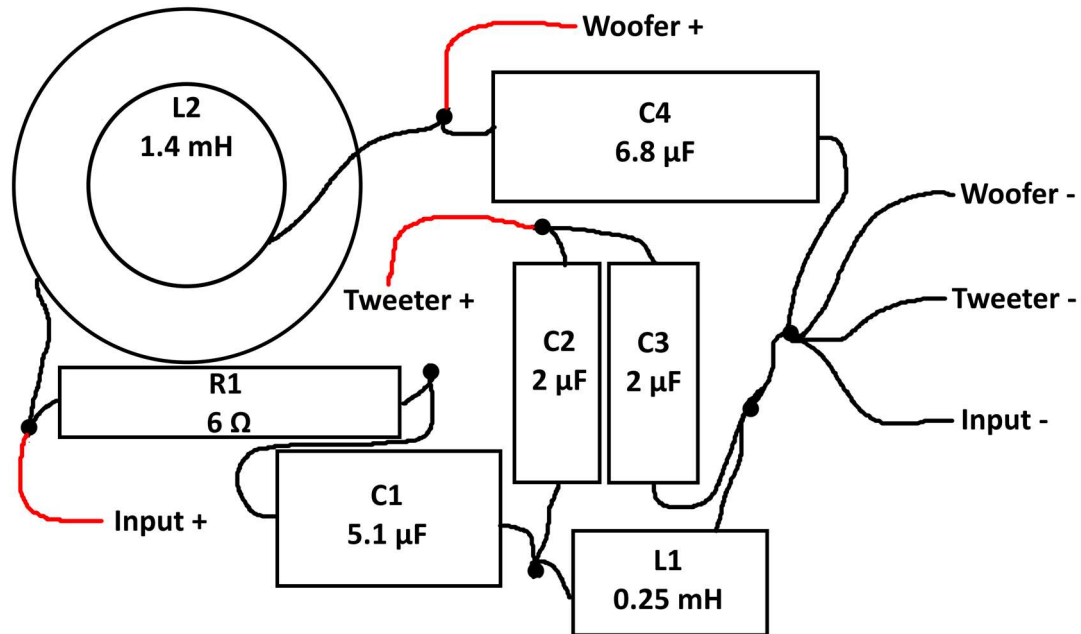 Woofer +
L2
1.4 mH
C4
6.8 µF
Woofer -
Tweeter +
Tweeter -
C2
2 µF
C3
2 µF
R1
6 Ω
Input -
C1
5.1 µF
Input +
L1
0.25 mH